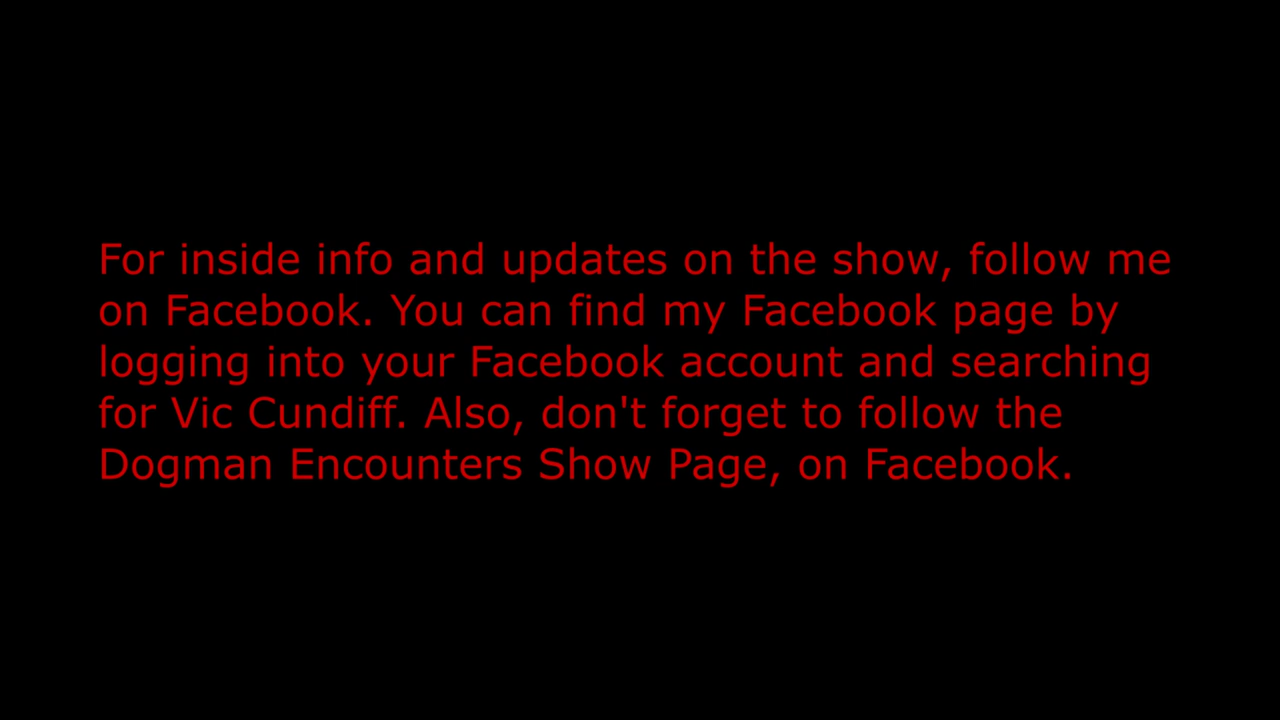 For inside info and updates on the show, follow me
on Facebook. You can find my Facebook page by
logging into your Facebook account and searching
for Vic Cundiff. Also, don't forget to follow the
Dogman Encounters Show Page, on Facebook.